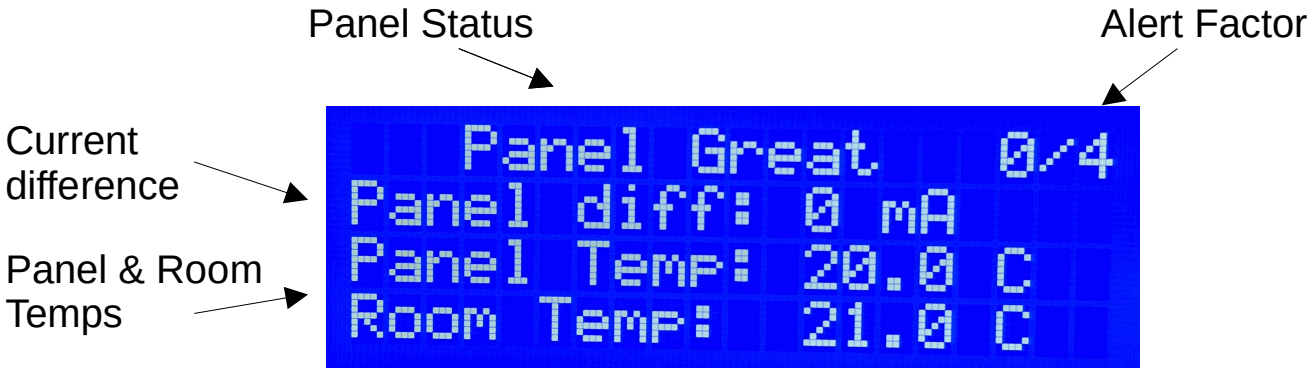 Panel Status
Alert Factor
Current
difference
Panel & Room
Temps
Panel Great 0/4
Panel diff: 0 mA
Panel Temp: 20.0 C
Room Temp: 21.0 C